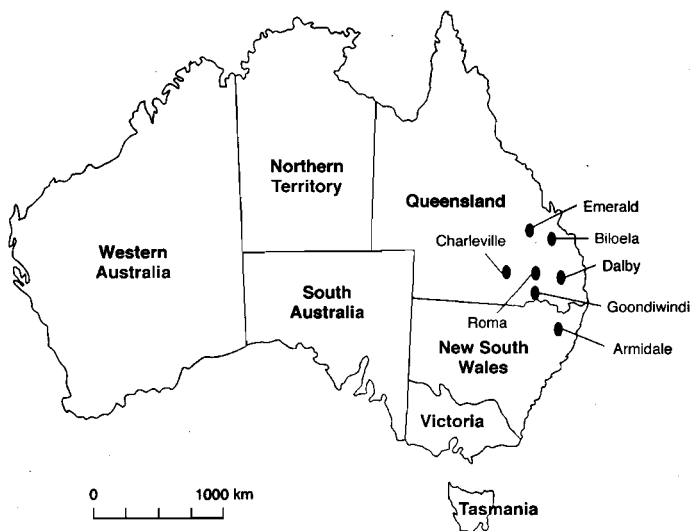 Northern
Territory
Queensland
Emerald
Charleville
Biloela
Western
Australia
Dalby
South
Australia
Goondiwindi
Roma
New South
Wales
Armidale
Victoria
0
1000 km
Tasmania